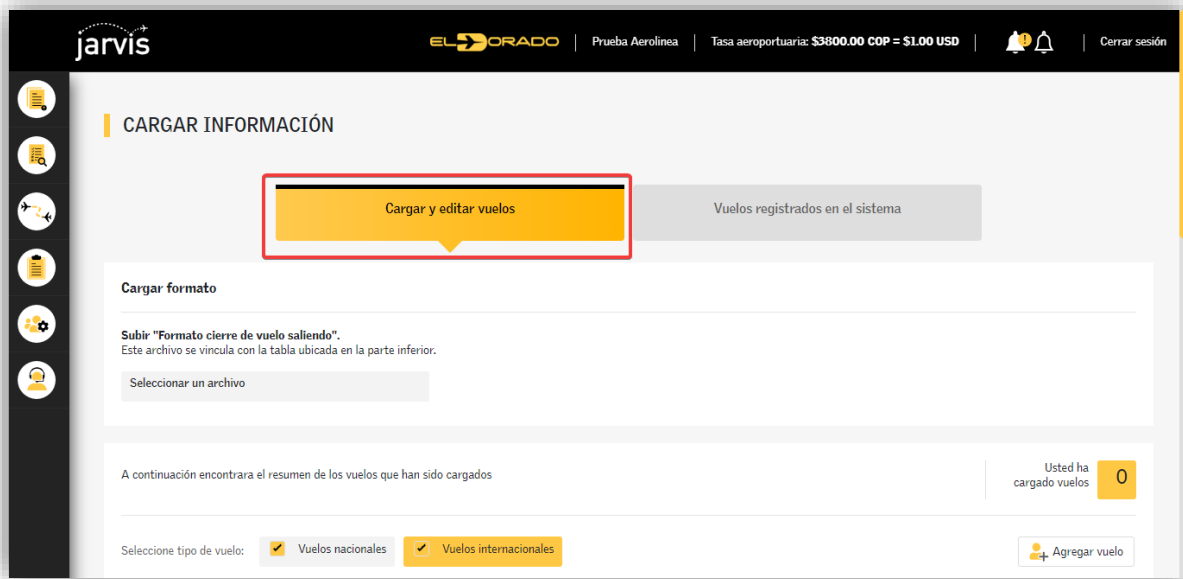 jarvis
EL DORADO | Prueba Aerolinea | Tasa aeroportuaria: $3800.00 COP = $1.00 USD | Cerrar sesión
CARGAR INFORMACIÓN
Cargar y editar vuelos
Vuelos registrados en el sistema
Cargar formato
Subir "Formato cierre de vuelo saliendo".
Este archivo se vincula con la tabla ubicada en la parte inferior.
Seleccionar un archivo
A continuación encontrara el resumen de los vuelos que han sido cargados
Usted ha
cargado vuelos
0
Seleccione tipo de vuelo:
Vuelos nacionales
Vuelos internacionales
Agregar vuelo